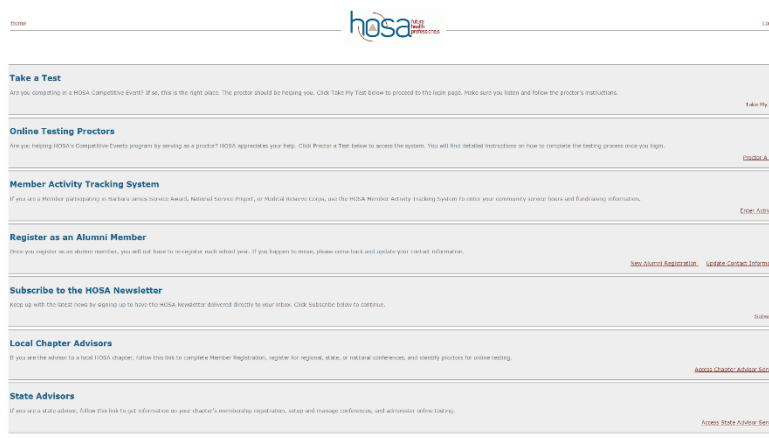 Home
hosa future health professionals
Take a Test
Are you competing in a HOSA Competitive Event? If so, this is the right place. The proctor should be helping you. Click Take My Test below to proceed to the login page. Make sure you listen and follow the proctor's instructions.
Take My
Online Testing Proctors
Are you helping HOSA's Competitive Events program by serving as a proctor? HOSA appreciates your help. Click Proctor a Test below to access the system. You will find detailed instructions on how to complete the testing process once you login.
Proctor A
Member Activity Tracking System
If you are a Member participating in Barbara James Service Award, National Service Project, or Medical Reserve Corps, use the HOSA Member Activity Tracking System to enter your community service hours and fundraising information.
Enter Activ
Register as an Alumni Member
Once you register as an alumni member, you will not have to re-register each school year. If you happen to move, please come back and update your contact information.
New Alumni Registration Update Contact Informa
Subscribe to the HOSA Newsletter
Keep up with the latest news by signing up to have the HOSA Newsletter delivered directly to your inbox. Click Subscribe below to continue.
Subsc
Local Chapter Advisors
If you are the advisor to a local HOSA chapter, follow this link to complete Member Registration, register for regional, state, or national conferences, and identify proctors for online testing.
Access Chapter Advisor Serv
State Advisors
If you are a state advisor, follow this link to get information on your chapter's membership registration, setup and manage conferences, and administer online testing.
Access State Advisor Serv